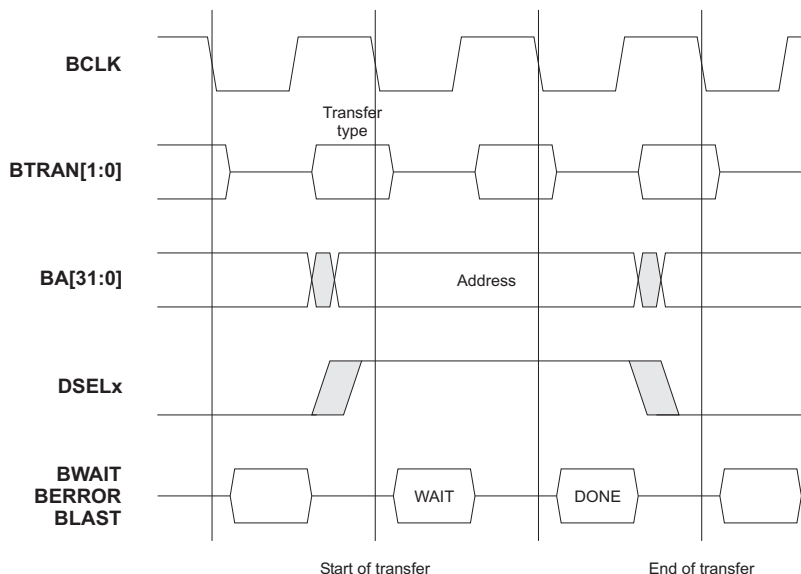 BCLK
Transfer
type
BTRAN[1:0]
BA[31:0]
Address
DSELx
BWAIT
BERROR
BLAST
WAIT
DONE
Start of transfer
End of transfer